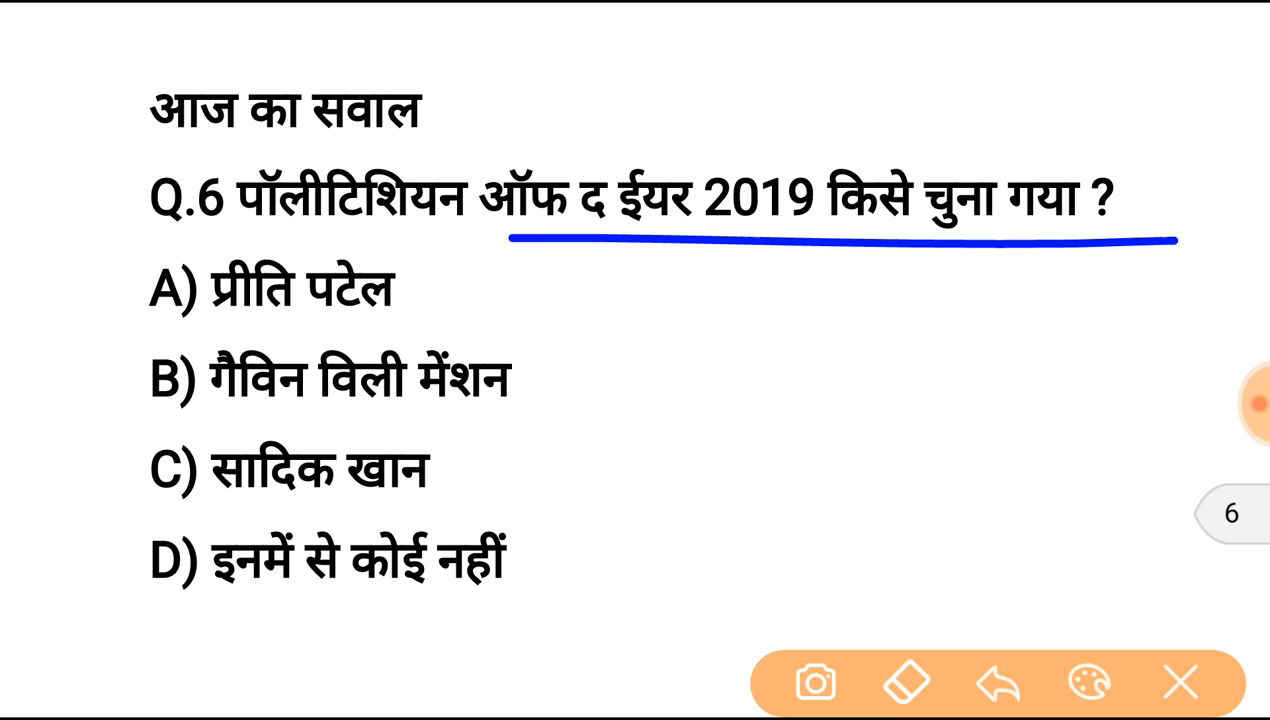 आज का सवाल
Q.6 पॉलीटिशियन ऑफ द ईयर 2019 किसे चुना गया ?
A) प्रीति पटेल
B) गैविन विली मेंशन
C) सादिक खान
6
D) इनमें से कोई नहीं